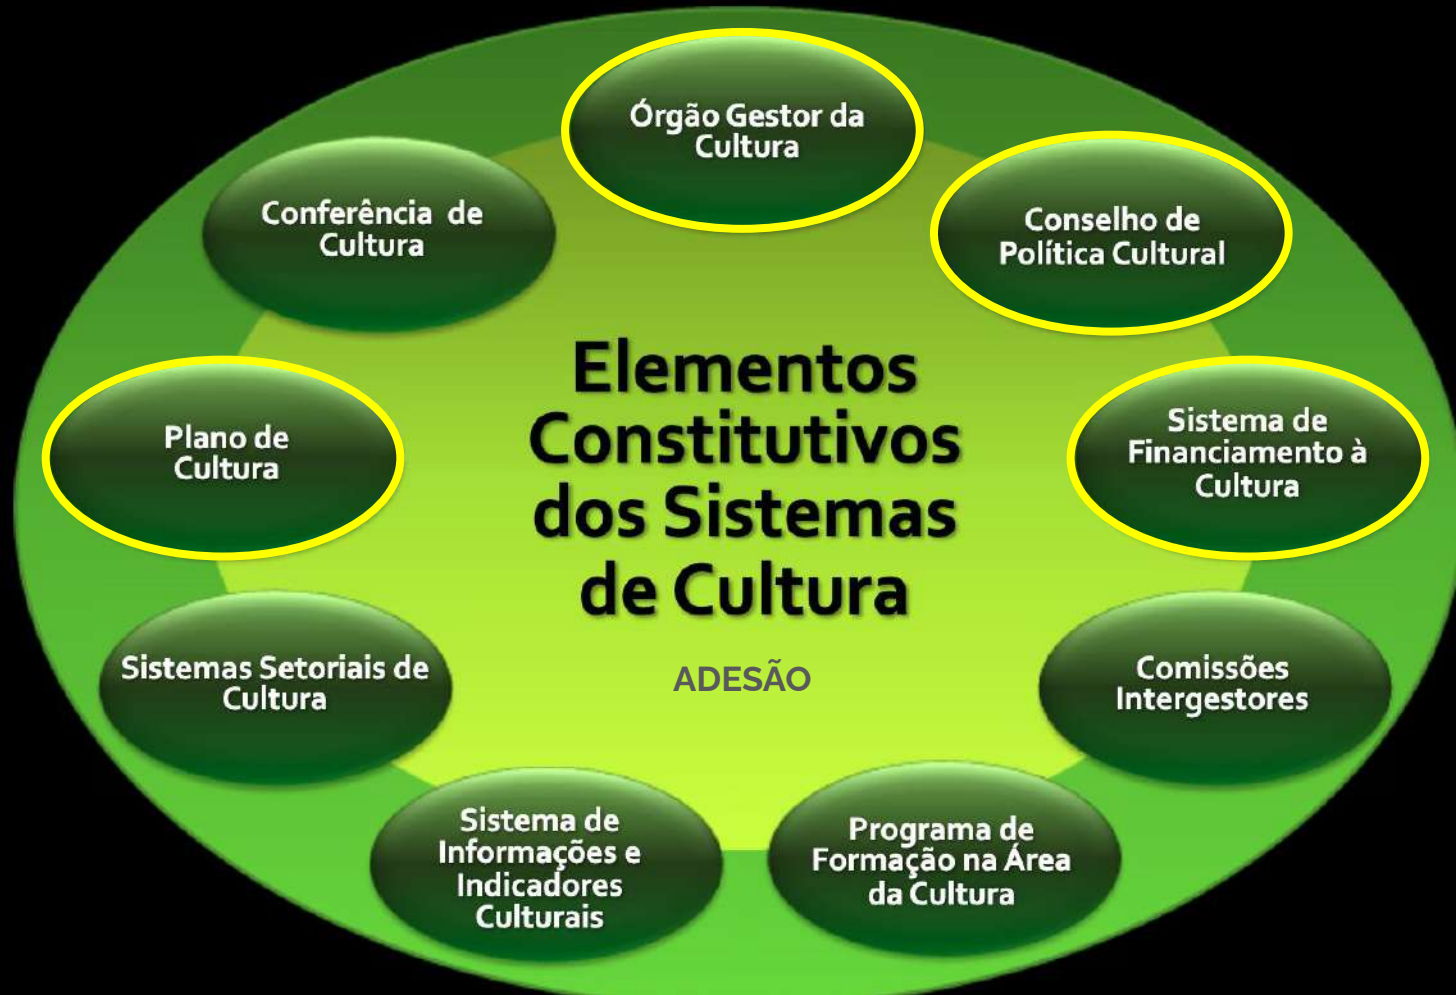 Órgão Gestor da
Cultura
Conferência de
Cultura
Conselho de
Política Cultural
Elementos
Constitutivos
dos Sistemas
de Cultura
ADESÃO
Plano de
Cultura
Sistema de
Financiamento à
Cultura
Sistemas Setoriais de
Cultura
Comissões
Intergestores
Sistema de
Informações e
Indicadores
Culturais
Programa de
Formação na Área
da Cultura